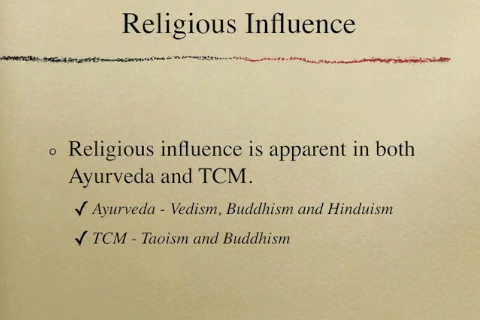 Religious Influence
Religious influence is apparent in both
Ayurveda and TCM.
✓ Ayurveda - Vedism, Buddhism and Hinduism
✓ TCM - Taoism and Buddhism